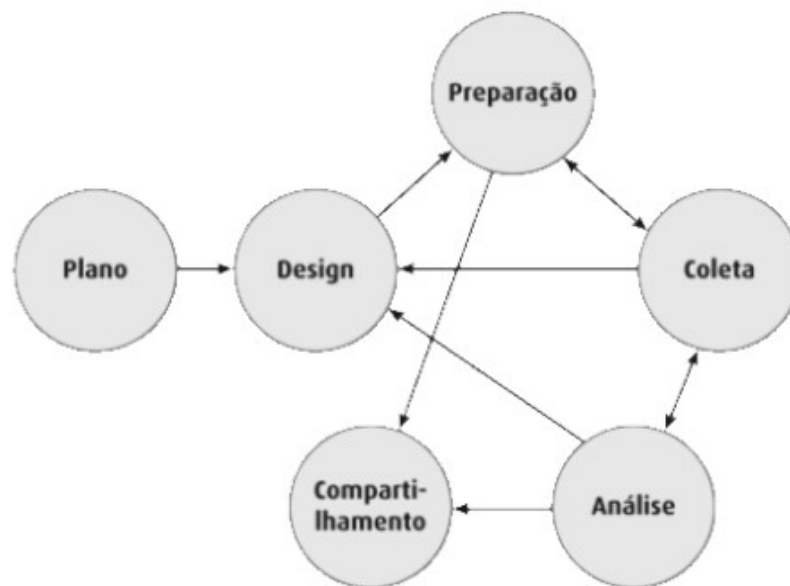 Preparação
Plano
Design
Coleta
Comparti-
lhamento
Análise